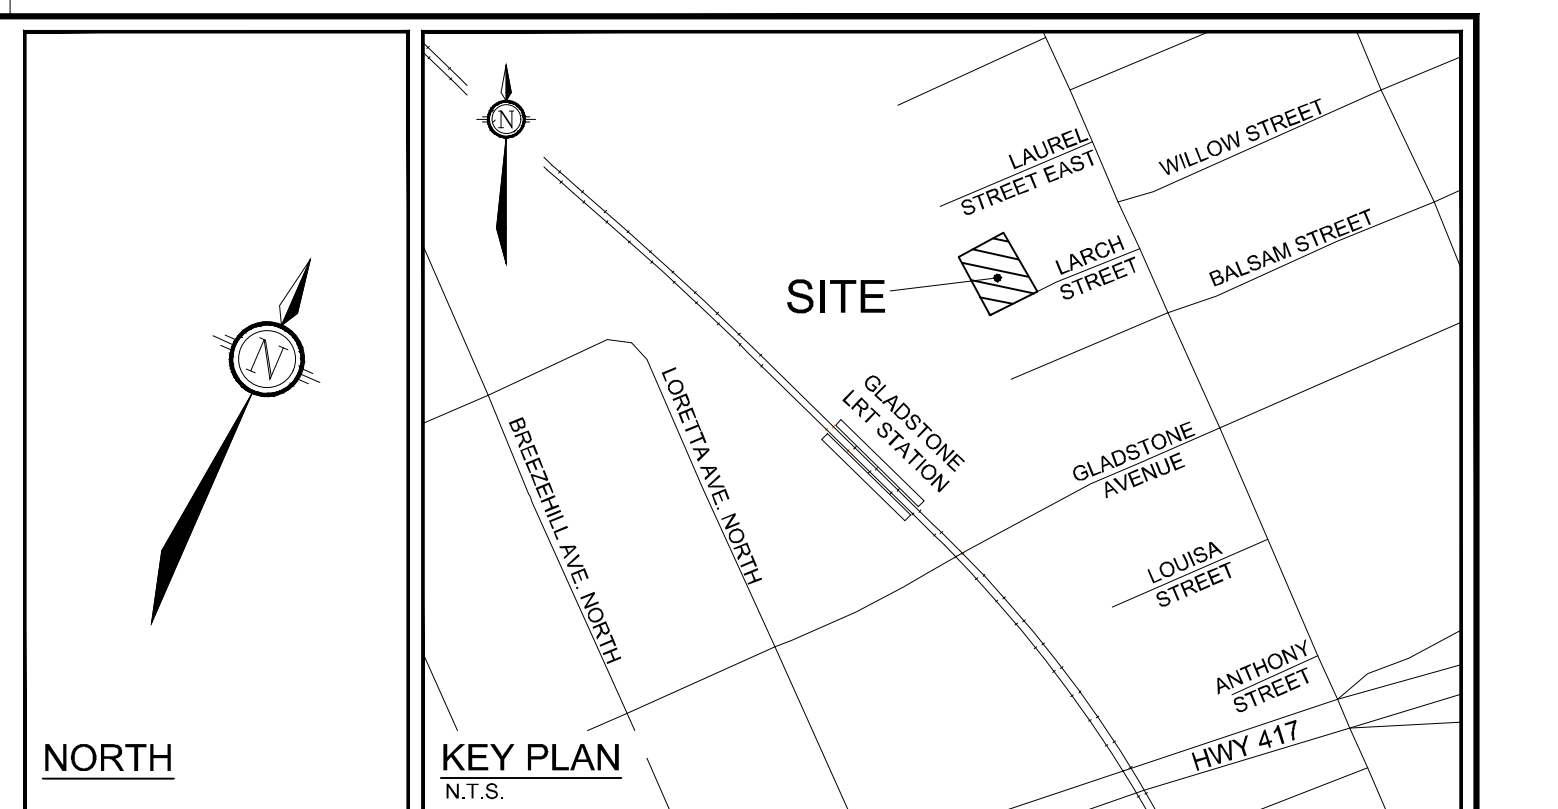 N
LAUREL
STREET EAST
WILLOW STREET
LARCH
STREET
BALSAM STREET
SITE
N
GLADSTONE
LRT STATION
LORETTA AVE. NORTH
BREEZEHILL AVE. NORTH
GLADSTONE
AVENUE
LOUISA
STREET
ANTHONY
STREET
HWY 417
NORTH
KEY PLAN
N.T.S.